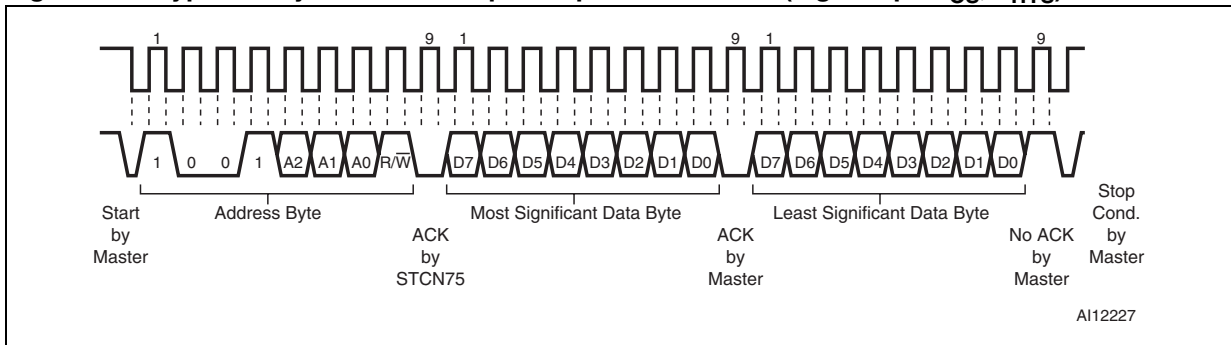 1 9 1 9 1 9
1 0 0 1 A2 A1 A0 R/W̅ D7 D6 D5 D4 D3 D2 D1 D0 D7 D6 D5 D4 D3 D2 D1 D0
Address Byte Most Significant Data Byte Least Significant Data Byte
Start
by
Master
ACK
by
STCN75
ACK
by
Master
No ACK
by
Master
Stop
Cond.
by
Master
AI12227